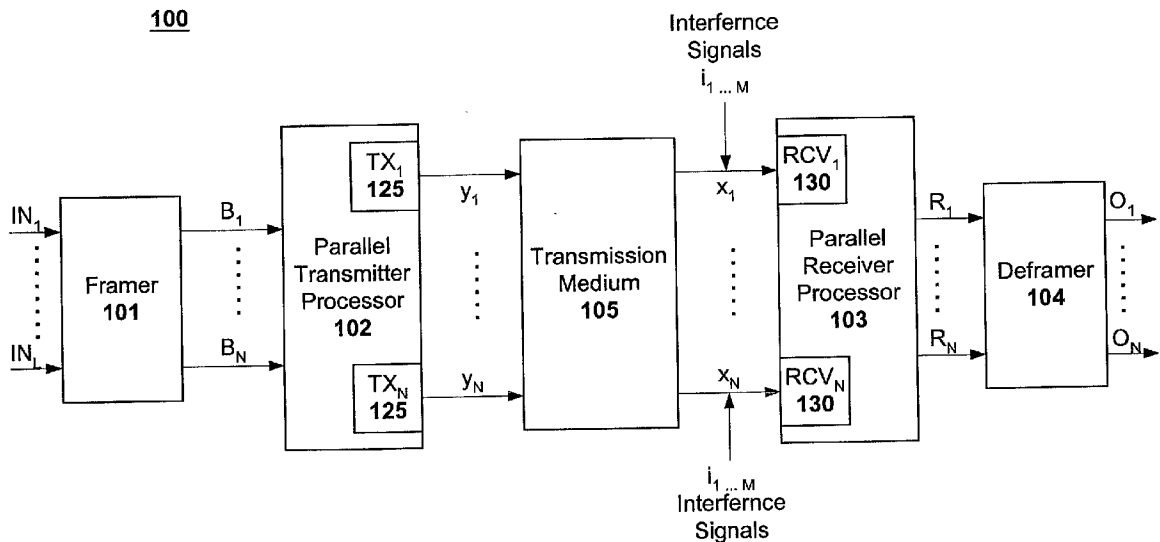 100
Interfernce
Signals
i1 ... M
TX1
125
RCV1
130
y1
x1
IN1
B1
R1
O1
Framer
101
Parallel
Transmitter
Processor
102
Transmission
Medium
105
Parallel
Receiver
Processor
103
Deframer
104
INL
BN
RN
ON
TXN
125
yN
xN
RCVN
130
i1 ... M
Interfernce
Signals